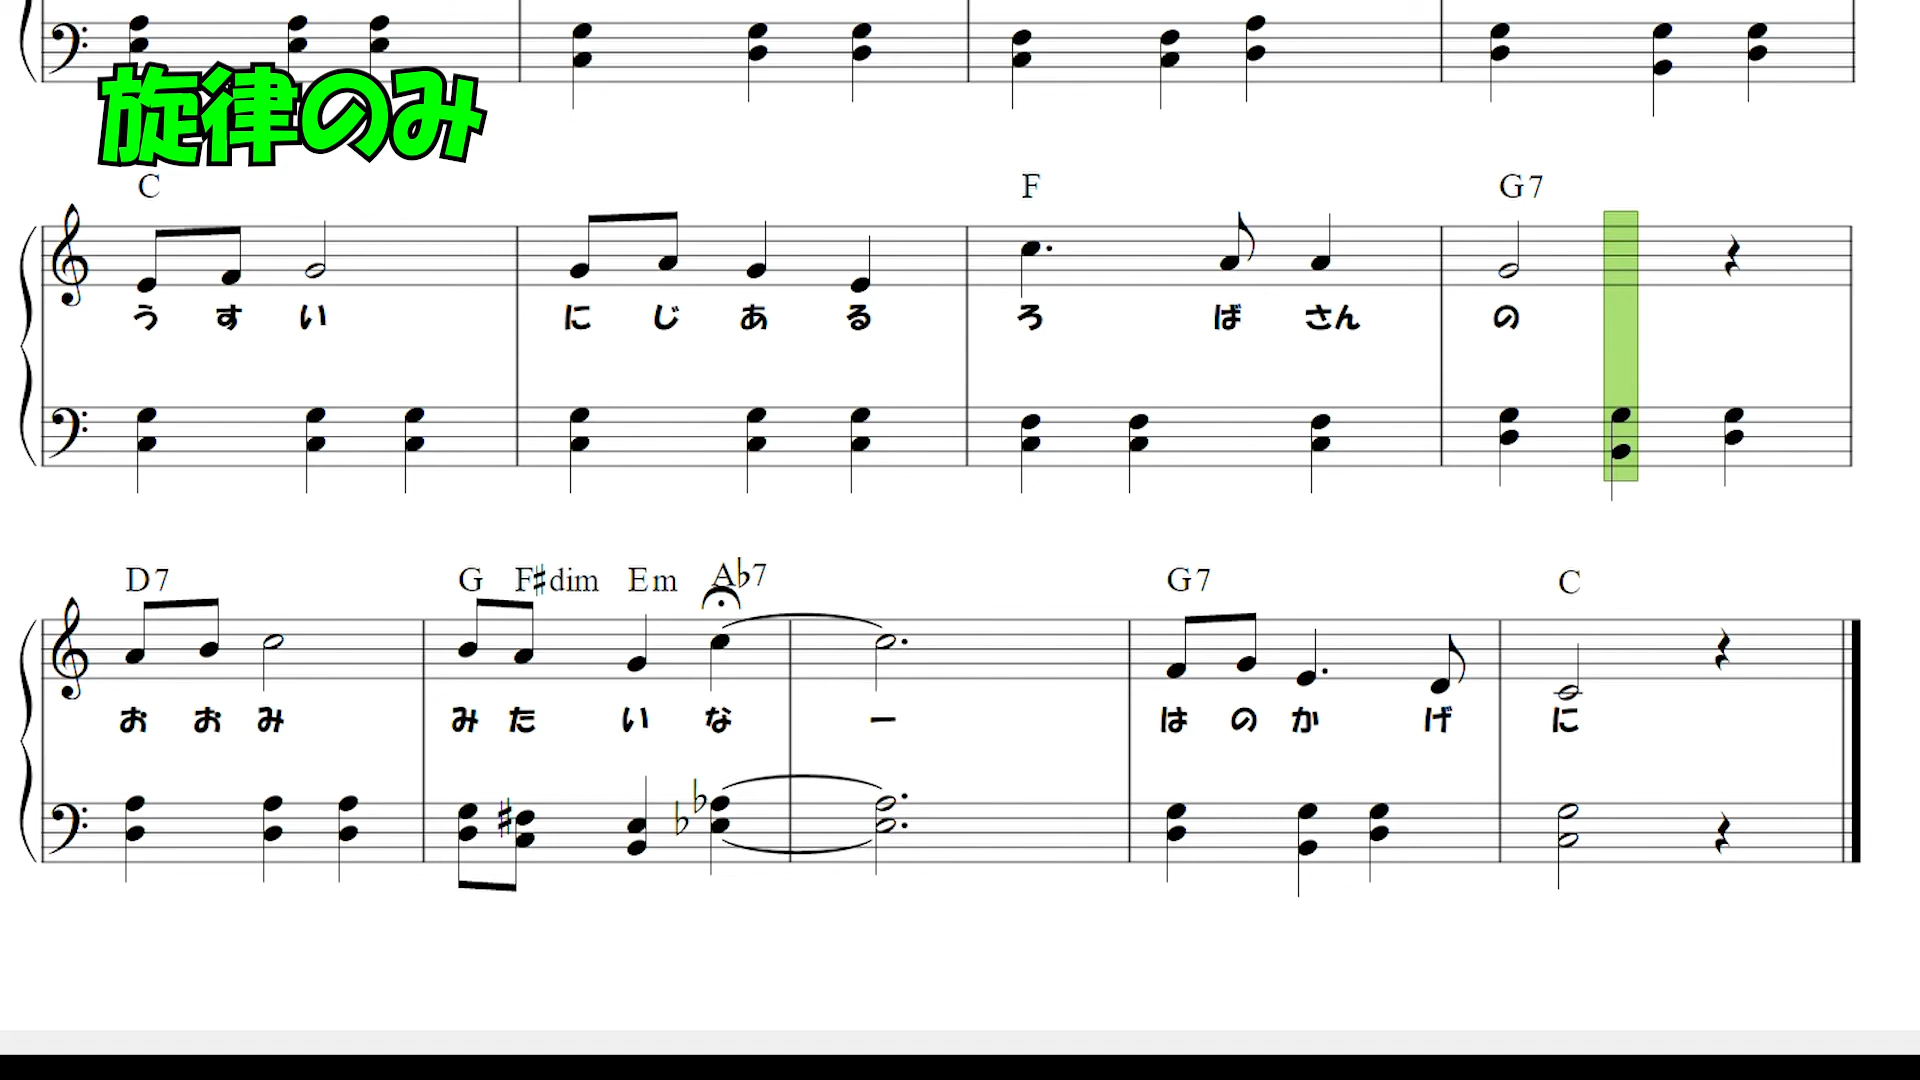 旋律のみ
C F G7
う す い に じ あ る ろ ば さん の
D7 G F♯dim Em A♭7 G7 C
お お み み た い な ー は の か げ に